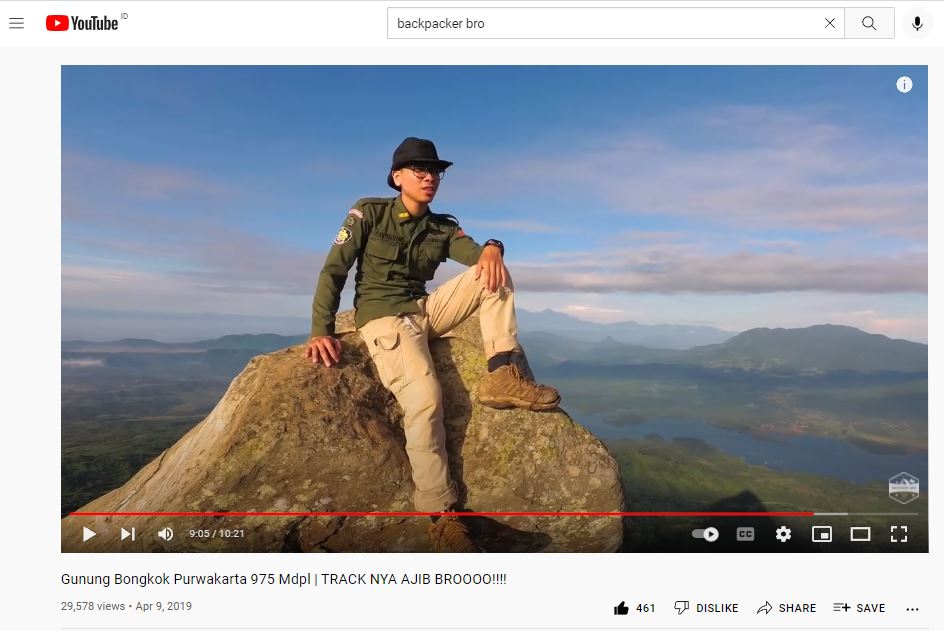 YouTube ID
backpacker bro
9:05 / 10:21
CC
Gunung Bongkok Purwakarta 975 Mdpl | TRACK NYA AJIB BROOOO!!!!
29,578 views • Apr 9, 2019
461 DISLIKE SHARE SAVE